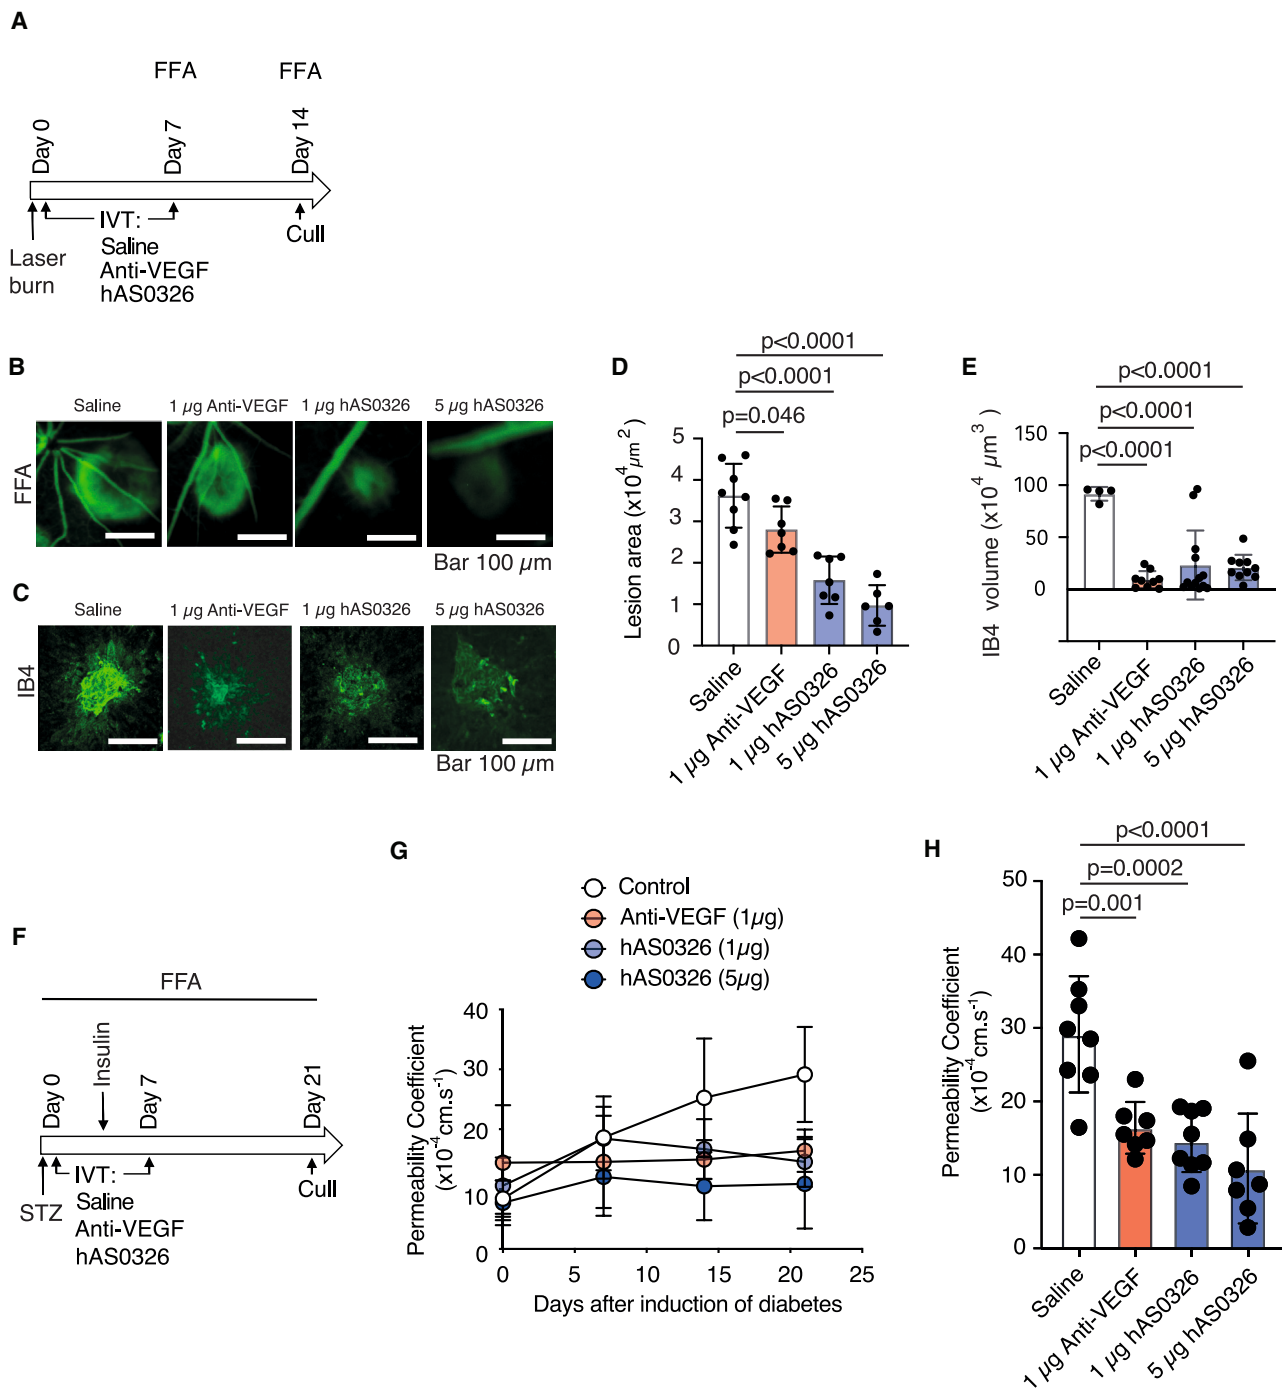 A
FFA
FFA
Day 0
Day 7
Day 14
IVT:
Saline
Anti-VEGF
hAS0326
Laser
burn
Cull
B
Saline
1 µg Anti-VEGF
1 µg hAS0326
5 µg hAS0326
FFA
Bar 100 µm
C
Saline
1 µg Anti-VEGF
1 µg hAS0326
5 µg hAS0326
IB4
Bar 100 µm
D
p<0.0001
p<0.0001
p=0.046
Lesion area (x10⁴µm²)
5
4
3
2
1
0
Saline
1 µg Anti-VEGF
1 µg hAS0326
5 µg hAS0326
E
p<0.0001
p<0.0001
p<0.0001
IB4 volume (x10⁴ µm³)
150
100
50
0
Saline
1 µg Anti-VEGF
1 µg hAS0326
5 µg hAS0326
F
FFA
Day 0
Insulin
Day 7
Day 21
IVT:
Saline
Anti-VEGF
hAS0326
STZ
Cull
G
Control
Anti-VEGF (1µg)
hAS0326 (1µg)
hAS0326 (5µg)
Permeability Coefficient
(x10⁻⁴cm.s⁻¹)
40
30
20
10
0
0
5
10
15
20
25
Days after induction of diabetes
H
p<0.0001
p=0.0002
p=0.001
Permeability Coefficient
(x10⁻⁴cm.s⁻¹)
50
40
30
20
10
0
Saline
1 µg Anti-VEGF
1 µg hAS0326
5 µg hAS0326